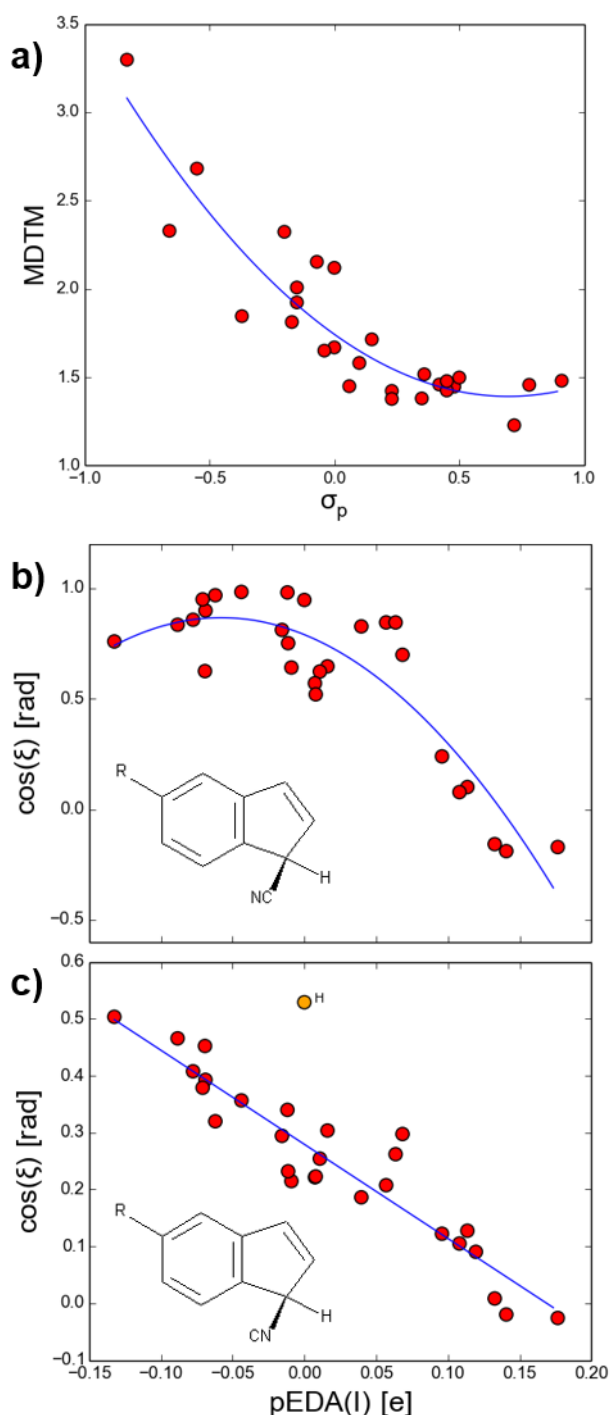 a)
3.5
3.0
2.5
2.0
1.5
1.0
MDTM
−1.0 −0.5 0.0 0.5 1.0
σp
b)
1.0
0.5
0.0
−0.5
cos(ξ) [rad]
R
H
NC
c)
0.6
0.5
0.4
0.3
0.2
0.1
0.0
−0.1
cos(ξ) [rad]
H
R
H
CN
−0.15 −0.10 −0.05 0.00 0.05 0.10 0.15 0.20
pEDA(I) [e]